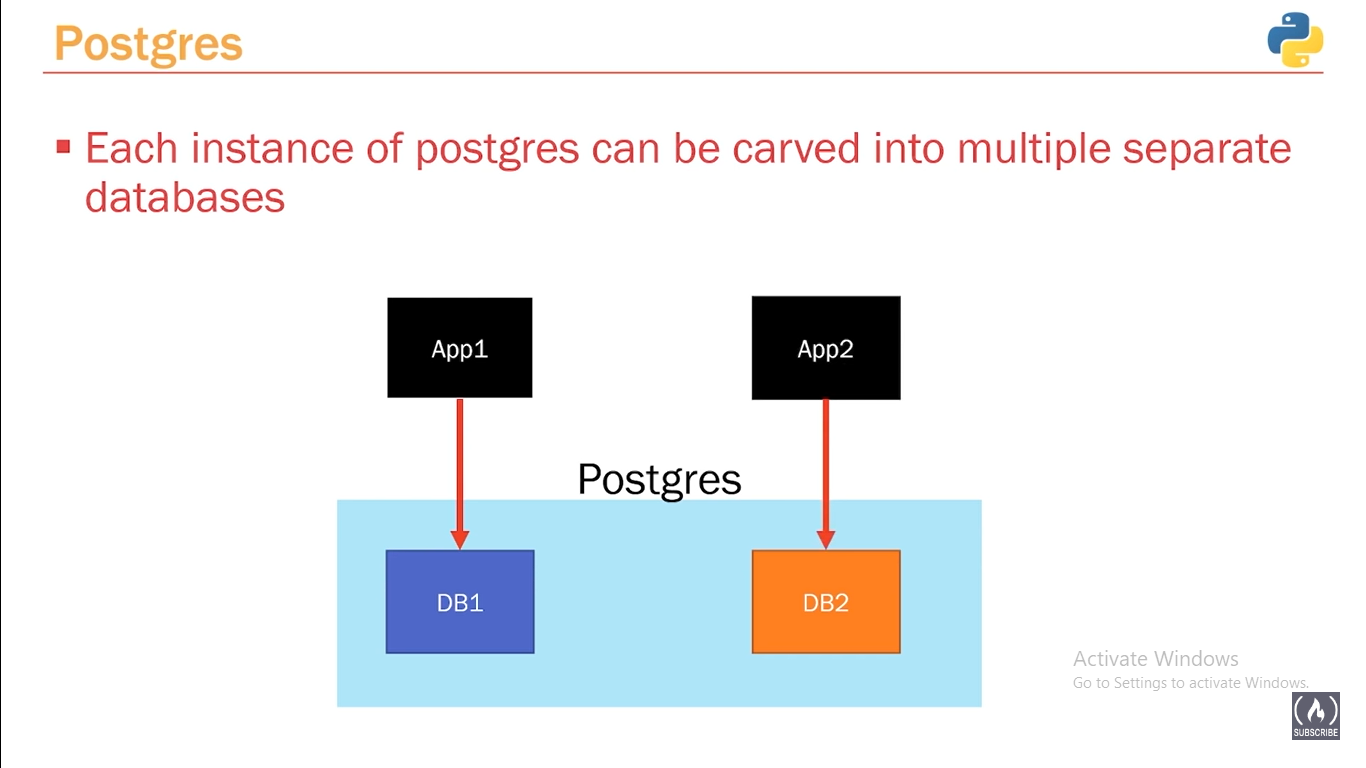 Postgres
Each instance of postgres can be carved into multiple separate
databases
App1
App2
Postgres
DB1
DB2
Activate Windows
Go to Settings to activate Windows.
SUBSCRIBE